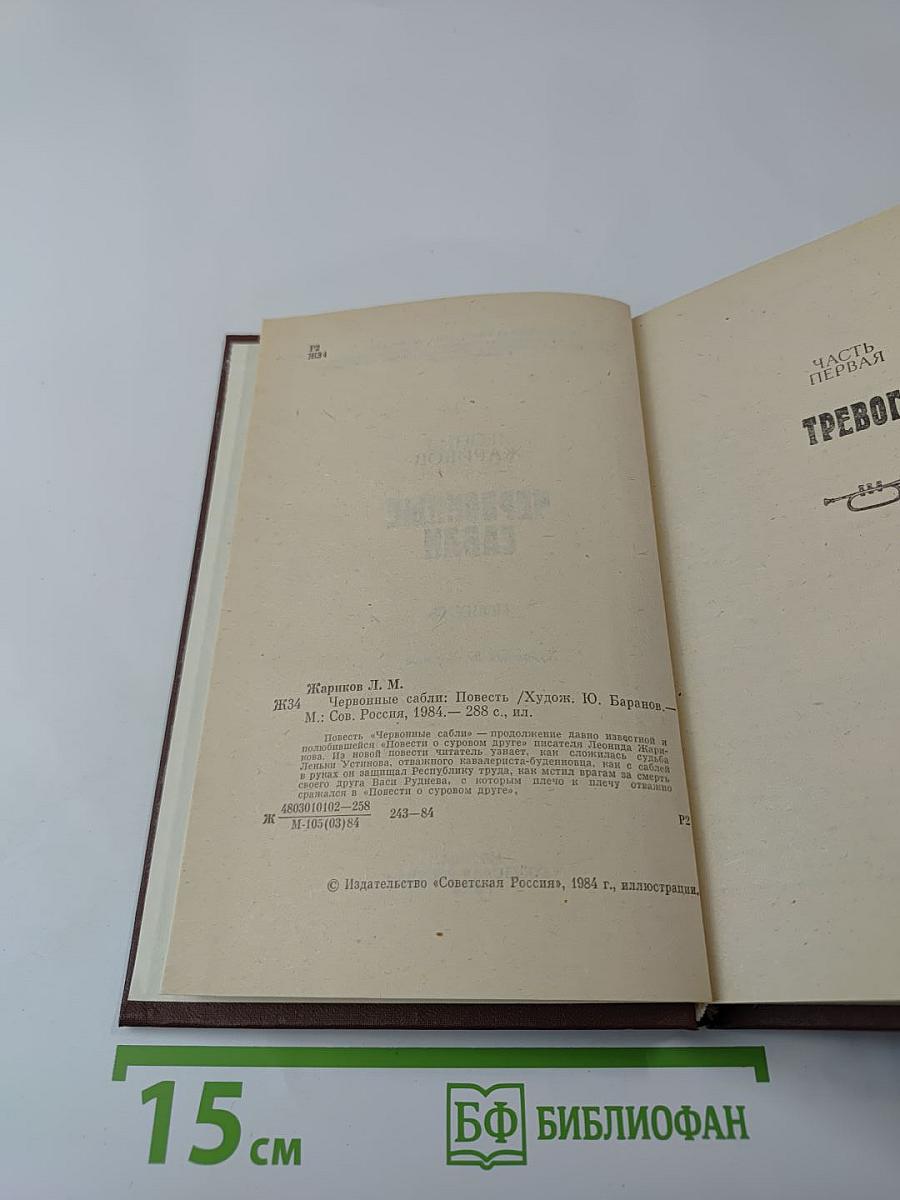 Р2
Ж34
Жариков Л. М.
Ж34 Червонные сабли: Повесть /Худож. Ю. Баранов.—
М.: Сов. Россия, 1984.— 288 с., ил.
Повесть «Червонные сабли» — продолжение давно известной и
полюбившейся «Повести о суровом друге» писателя Леонида Жари-
кова. Из новой повести читатель узнает, как сложилась судьба
Леньки Устинова, отважного кавалериста-буденновца, как с саблей
в руках он защищал Республику труда, как мстил врагам за смерть
своего друга Васи Руднева, с которым плечо к плечу отважно
сражался в «Повести о суровом друге».
Ж 4803010102—258 243—84
М-105(03)84
Р2
© Издательство «Советская Россия», 1984 г., иллюстрации.
ЧАСТЬ
ПЕРВАЯ
ТРЕВОГ
15 см
БФ БИБЛИОФАН